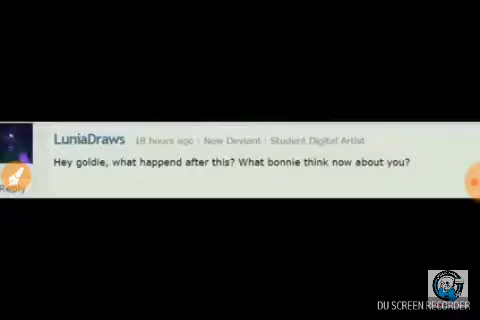 LuniaDraws 18 hours ago | New Deviant | Student Digital Artist
Hey goldie, what happend after this? What bonnie think now about you?
Reply
DU SCREEN RECORDER